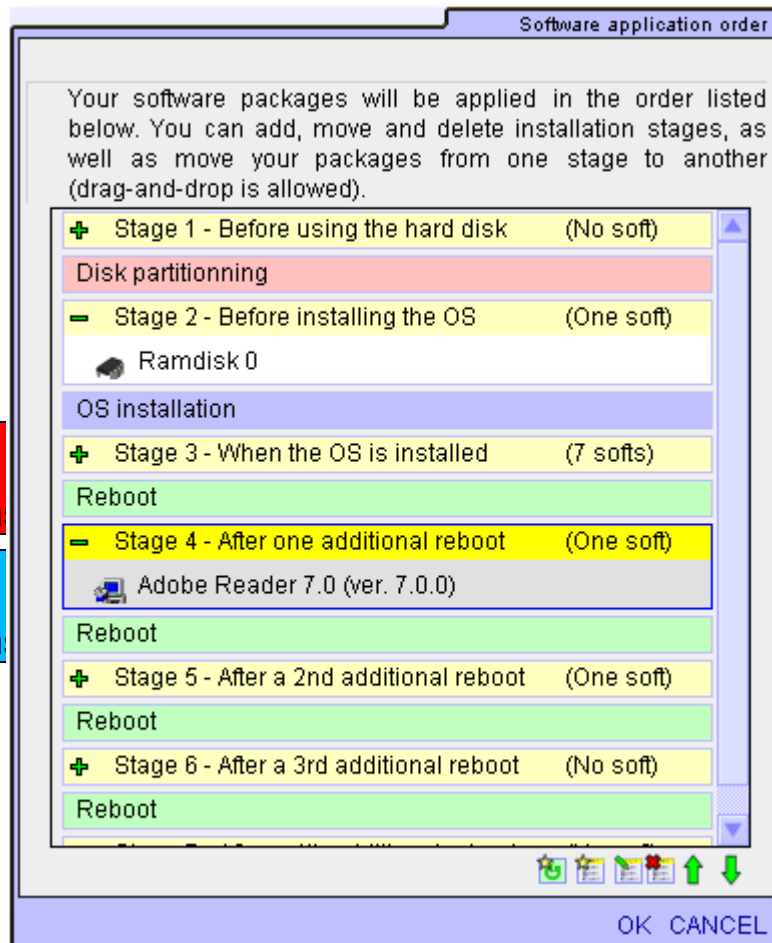 Software application order
Your software packages will be applied in the order listed
below. You can add, move and delete installation stages, as
well as move your packages from one stage to another
(drag-and-drop is allowed).
Stage 1 - Before using the hard disk (No soft)
Disk partitionning
Stage 2 - Before installing the OS (One soft)
Ramdisk 0
OS installation
Stage 3 - When the OS is installed (7 softs)
Reboot
Stage 4 - After one additional reboot (One soft)
Adobe Reader 7.0 (ver. 7.0.0)
Reboot
Stage 5 - After a 2nd additional reboot (One soft)
Reboot
Stage 6 - After a 3rd additional reboot (No soft)
Reboot
OK CANCEL